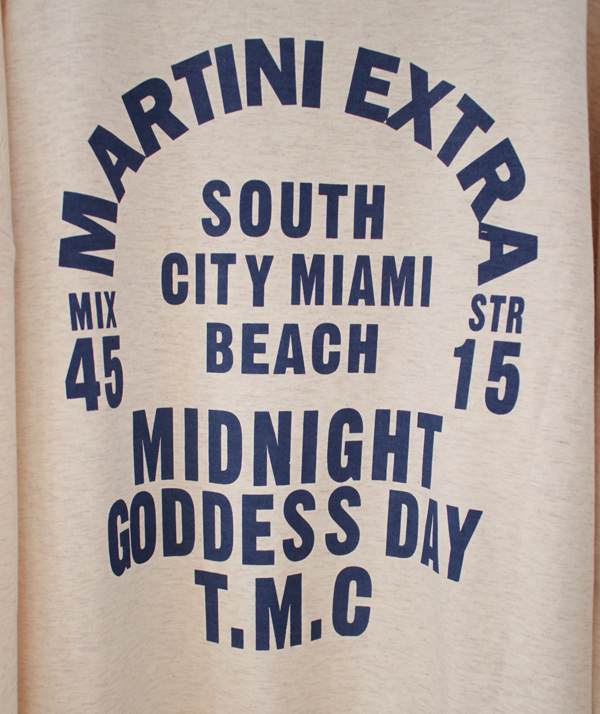 MARTINI EXTRA
SOUTH
CITY MIAMI
BEACH
MIX
45
STR
15
MIDNIGHT
GODDESS DAY
T.M.C